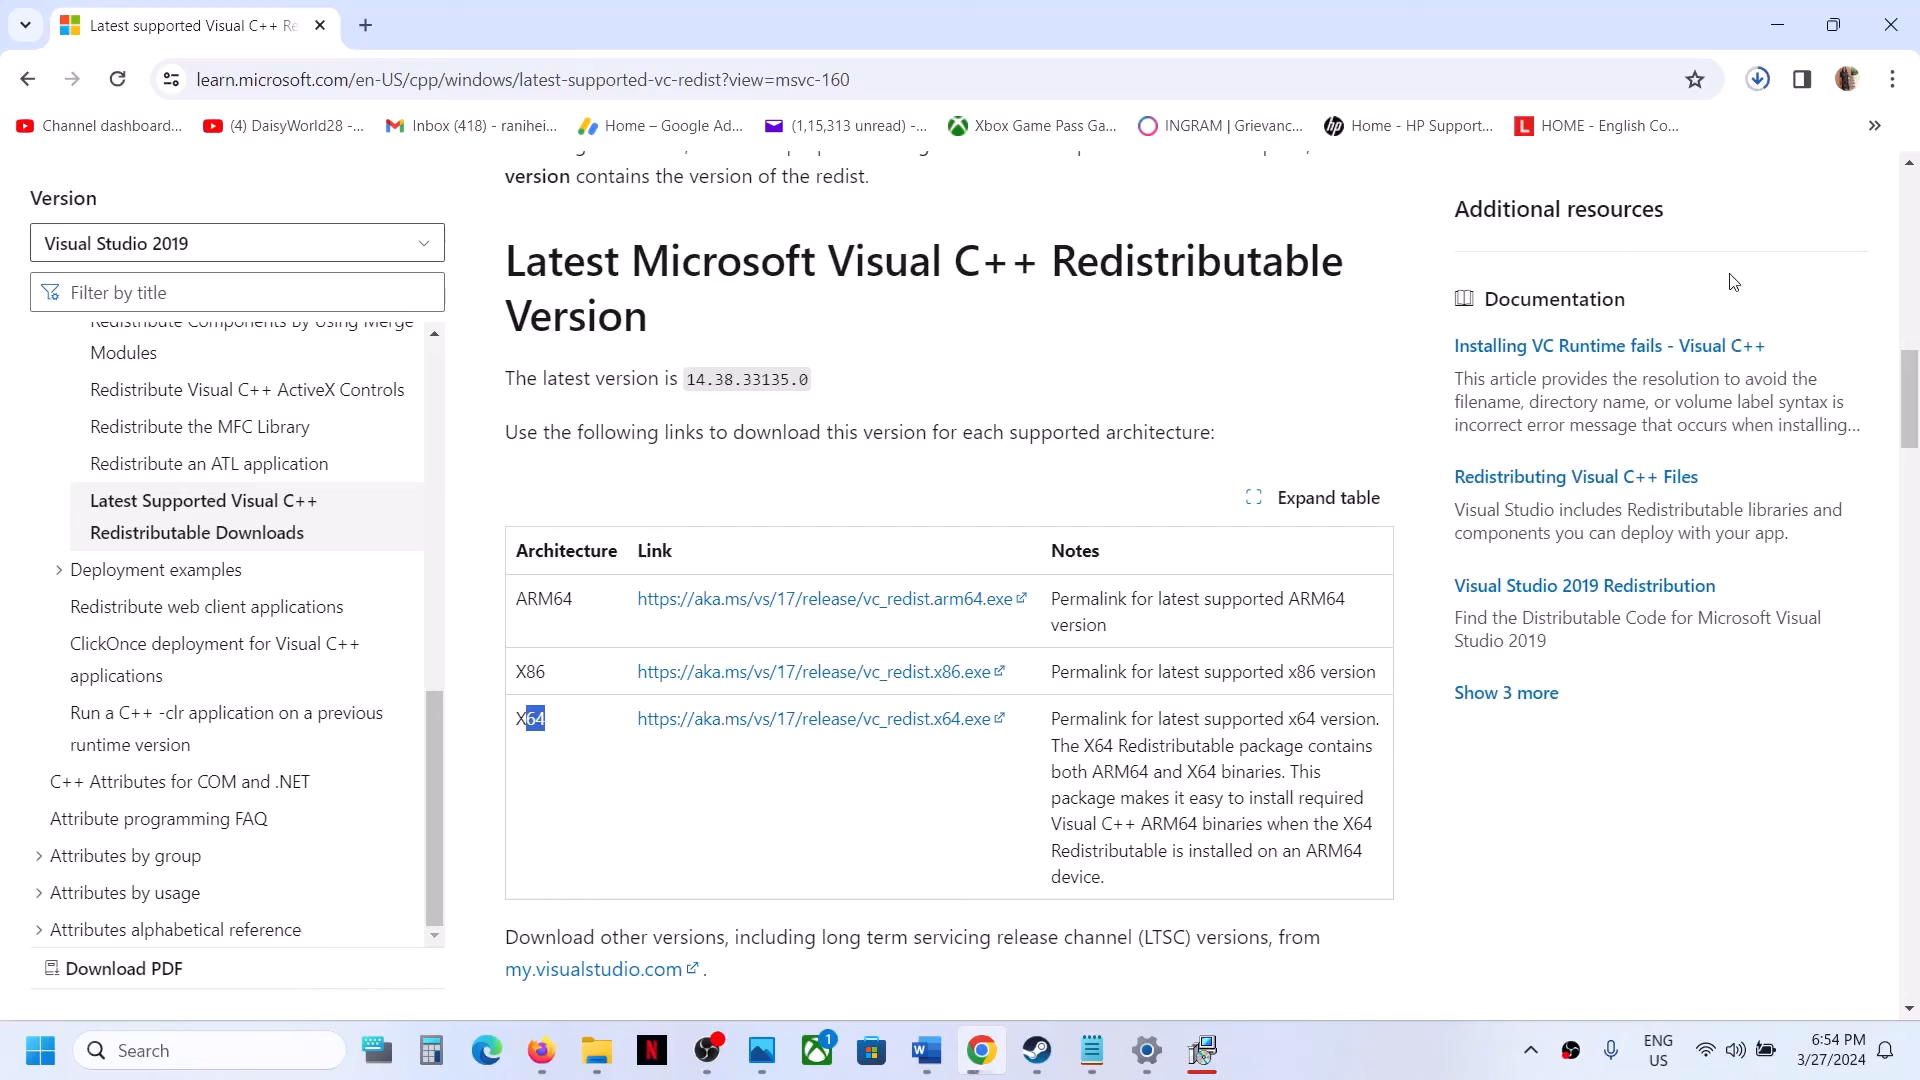 Latest supported Visual C++ Re
learn.microsoft.com/en-US/cpp/windows/latest-supported-vc-redist?view=msvc-160
Channel dashboard...
(4) DaisyWorld28 -...
Inbox (418) - ranihei...
Home – Google Ad...
(1,15,313 unread) -...
Xbox Game Pass Ga...
INGRAM | Grievanc...
Home - HP Support...
HOME - English Co...
Version
Visual Studio 2019
Filter by title
Redistribute Components by Using Merge
Modules
Redistribute Visual C++ ActiveX Controls
Redistribute the MFC Library
Redistribute an ATL application
Latest Supported Visual C++
Redistributable Downloads
Deployment examples
Redistribute web client applications
ClickOnce deployment for Visual C++
applications
Run a C++ -clr application on a previous
runtime version
C++ Attributes for COM and .NET
Attribute programming FAQ
Attributes by group
Attributes by usage
Attributes alphabetical reference
Download PDF
version contains the version of the redist.
Latest Microsoft Visual C++ Redistributable
Version
The latest version is 14.38.33135.0
Use the following links to download this version for each supported architecture:
Expand table
Architecture Link Notes
ARM64 https://aka.ms/vs/17/release/vc_redist.arm64.exe Permalink for latest supported ARM64
version
X86 https://aka.ms/vs/17/release/vc_redist.x86.exe Permalink for latest supported x86 version
X64 https://aka.ms/vs/17/release/vc_redist.x64.exe Permalink for latest supported x64 version.
The X64 Redistributable package contains
both ARM64 and X64 binaries. This
package makes it easy to install required
Visual C++ ARM64 binaries when the X64
Redistributable is installed on an ARM64
device.
Download other versions, including long term servicing release channel (LTSC) versions, from
my.visualstudio.com .
Additional resources
Documentation
Installing VC Runtime fails - Visual C++
This article provides the resolution to avoid the
filename, directory name, or volume label syntax is
incorrect error message that occurs when installing...
Redistributing Visual C++ Files
Visual Studio includes Redistributable libraries and
components you can deploy with your app.
Visual Studio 2019 Redistribution
Find the Distributable Code for Microsoft Visual
Studio 2019
Show 3 more
Search
1
ENG
US
6:54 PM
3/27/2024